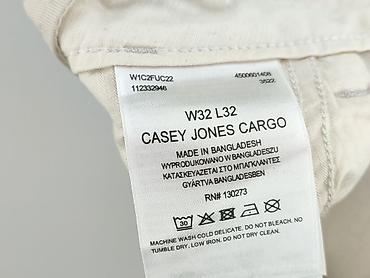 W1C2FUC22 4500601408
112332946 3522
W32 L32
CASEY JONES CARGO
MADE IN BANGLADESH
WYPRODUKOWANO W BANGLADESZU
ΚΑΤΑΣΚΕΥΑΖΕΤΑΙ ΣΤΟ ΜΠΑΓΚΛΑΝΤΕΣ
GYÁRTVA BANGLADESBEN
RN# 130273
30
MACHINE WASH COLD DELICATE. DO NOT BLEACH. NO
TUMBLE DRY. LOW IRON. DO NOT DRY CLEAN.